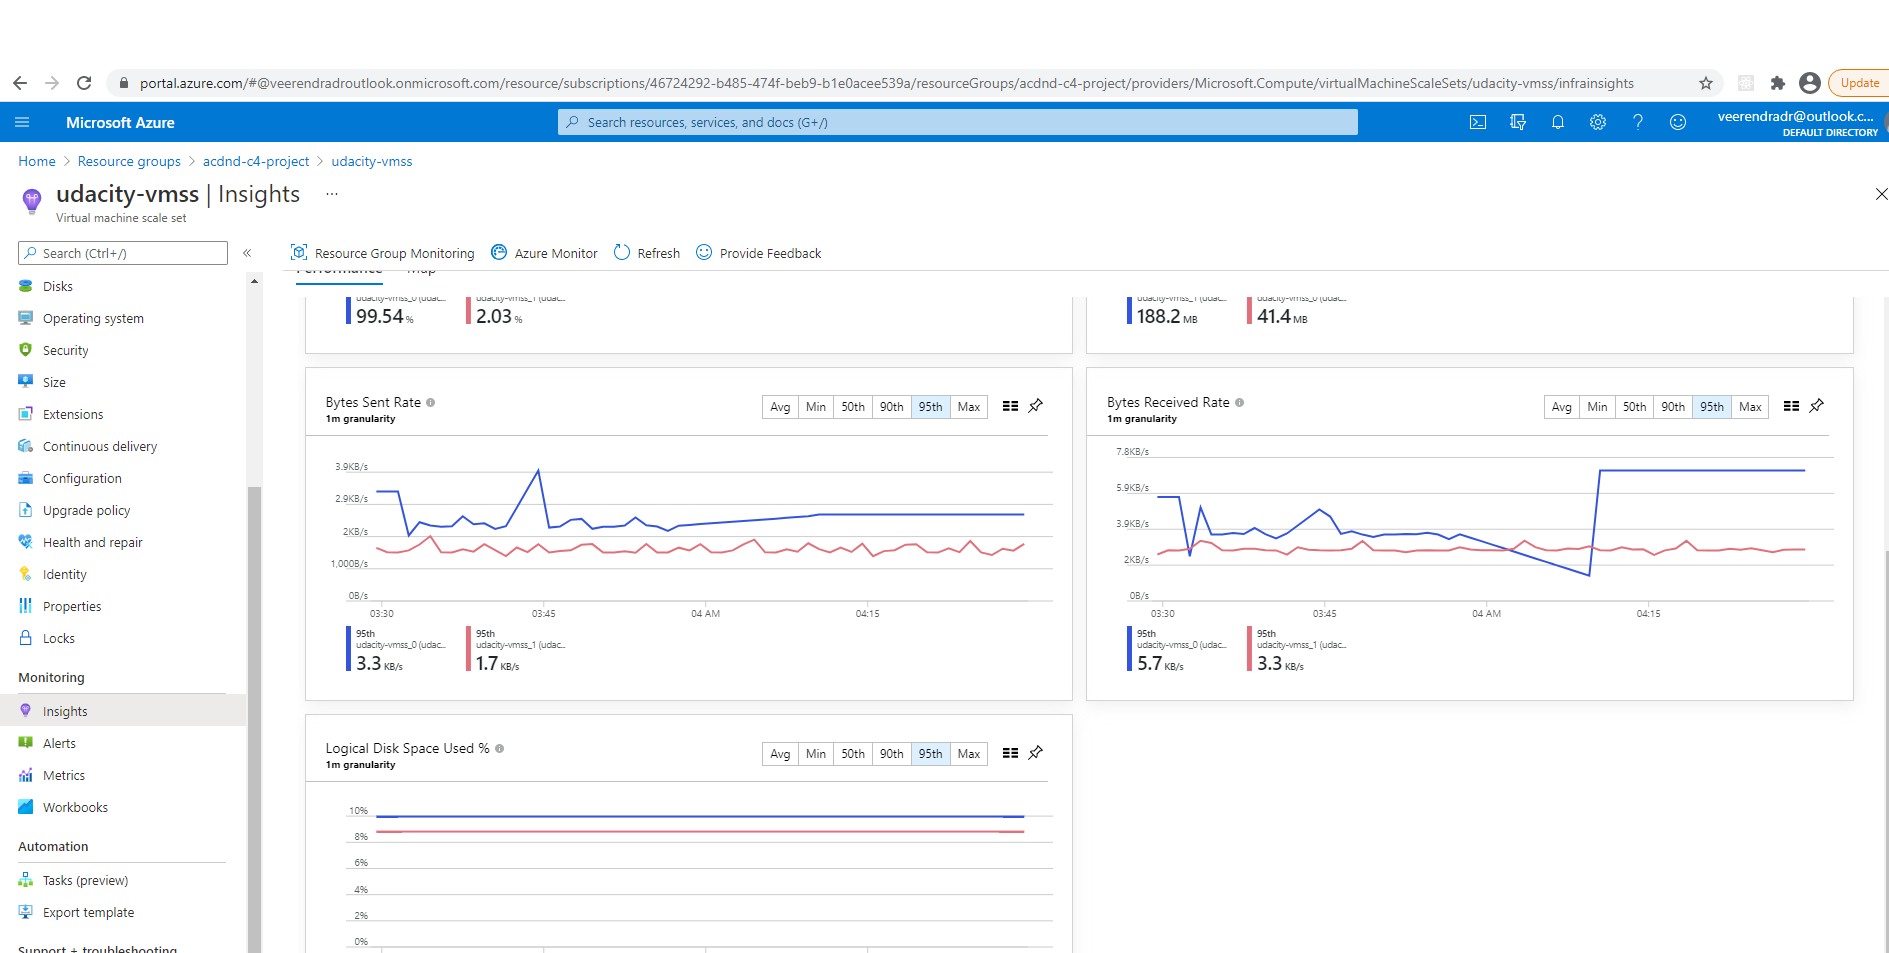 portal.azure.com/#@veerendradroutlook.onmicrosoft.com/resource/subscriptions/46724292-b485-474f-beb9-b1e0acee539a/resourceGroups/acdnd-c4-project/providers/Microsoft.Compute/virtualMachineScaleSets/udacity-vmss/infrainsights
Update
Microsoft Azure
Search resources, services, and docs (G+/)
veerendradr@outlook.c...
DEFAULT DIRECTORY
Home > Resource groups > acdnd-c4-project > udacity-vmss
udacity-vmss | Insights ...
Virtual machine scale set
Search (Ctrl+/)
«
Resource Group Monitoring
Azure Monitor
Refresh
Provide Feedback
Performance
Map
Disks
Operating system
Security
Size
Extensions
Continuous delivery
Configuration
Upgrade policy
Health and repair
Identity
Properties
Locks
Monitoring
Insights
Alerts
Metrics
Workbooks
Automation
Tasks (preview)
Export template
Support + troubleshooting
udacity-vmss_0 (udac...
99.54 %
udacity-vmss_1 (udac...
2.03 %
udacity-vmss_1 (udac...
188.2 MB
udacity-vmss_0 (udac...
41.4 MB
Bytes Sent Rate
1m granularity
Avg Min 50th 90th 95th Max
3.9KB/s
2.9KB/s
2KB/s
1,000B/s
0B/s
03:30 03:45 04 AM 04:15
95th
udacity-vmss_0 (udac...
3.3 KB/s
95th
udacity-vmss_1 (udac...
1.7 KB/s
Bytes Received Rate
1m granularity
Avg Min 50th 90th 95th Max
7.8KB/s
5.9KB/s
3.9KB/s
2KB/s
0B/s
03:30 03:45 04 AM 04:15
95th
udacity-vmss_0 (udac...
5.7 KB/s
95th
udacity-vmss_1 (udac...
3.3 KB/s
Logical Disk Space Used %
1m granularity
Avg Min 50th 90th 95th Max
10%
8%
6%
4%
2%
0%